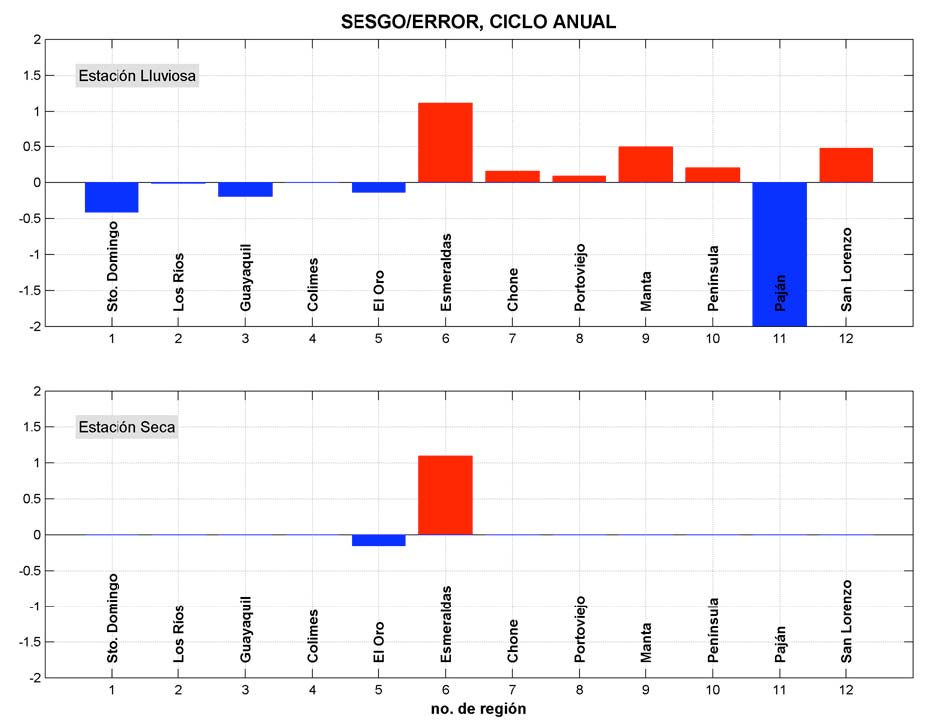 SESGO/ERROR, CICLO ANUAL
2
1.5
1
0.5
0
-0.5
-1
-1.5
-2
Estación Lluviosa
Sto. Domingo
Los Ríos
Guayaquil
Colimes
El Oro
Esmeraldas
Chone
Portoviejo
Manta
Península
Paján
San Lorenzo
1 2 3 4 5 6 7 8 9 10 11 12
2
1.5
1
0.5
0
-0.5
-1
-1.5
-2
Estación Seca
Sto. Domingo
Los Ríos
Guayaquil
Colimes
El Oro
Esmeraldas
Chone
Portoviejo
Manta
Península
Paján
San Lorenzo
1 2 3 4 5 6 7 8 9 10 11 12
no. de región